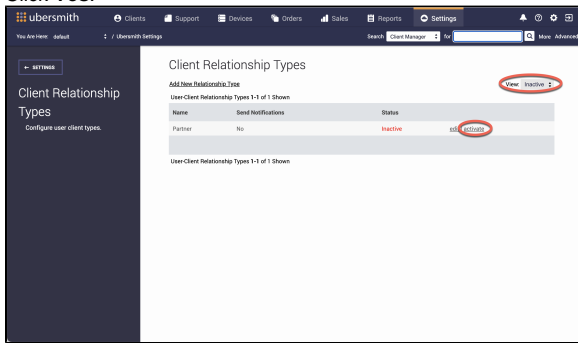 ubersmith Clients Support Devices Orders Sales Reports Settings
You Are Here: default / Ubersmith Settings Search Client Manager for More Advanced
← SETTINGS
Client Relationship Types
Configure user client types.
Client Relationship Types
Add New Relationship Type
View: Inactive
User-Client Relationship Types 1-1 of 1 Shown
Name Send Notifications Status
Partner No Inactive edit activate
User-Client Relationship Types 1-1 of 1 Shown